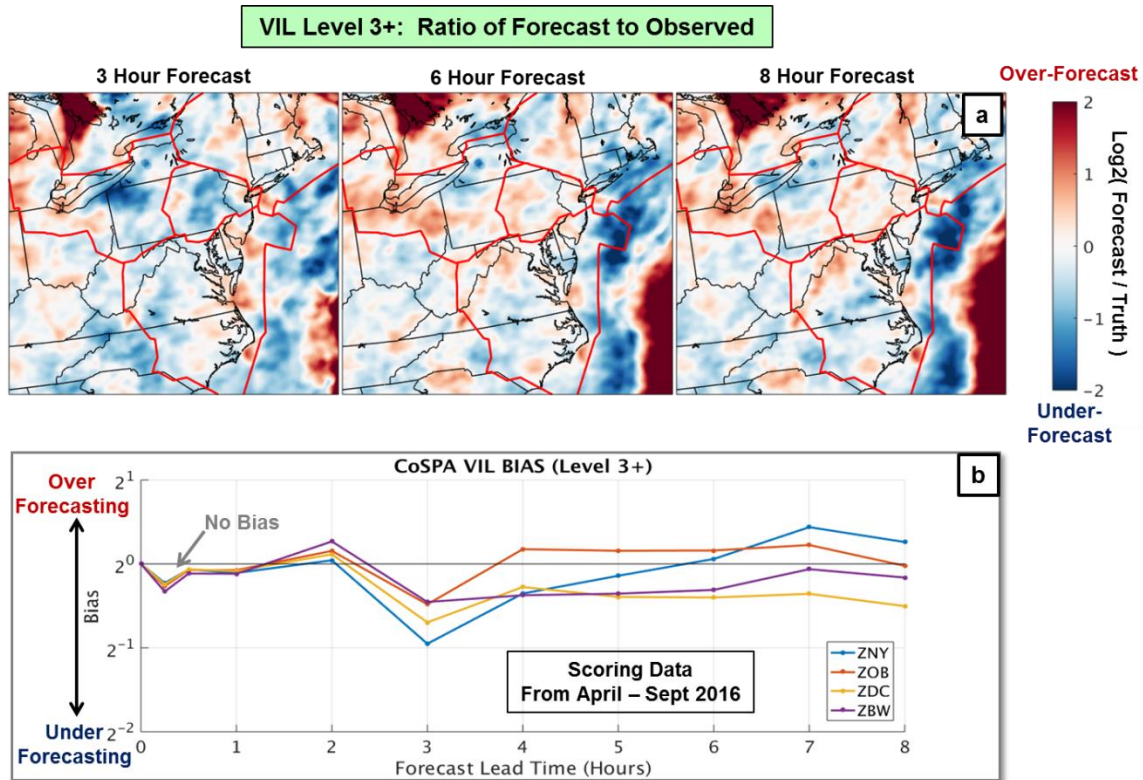 VIL Level 3+:  Ratio of Forecast to Observed
3 Hour Forecast
6 Hour Forecast
8 Hour Forecast
Over-Forecast
a
2
1
0
-1
-2
Log2( Forecast / Truth )
Under-
Forecast
CoSPA VIL BIAS (Level 3+)
b
Over
Forecasting
Under
Forecasting
Bias
2^1
2^0
2^-1
2^-2
No Bias
Scoring Data
From April – Sept 2016
ZNY
ZOB
ZDC
ZBW
0 1 2 3 4 5 6 7 8
Forecast Lead Time (Hours)